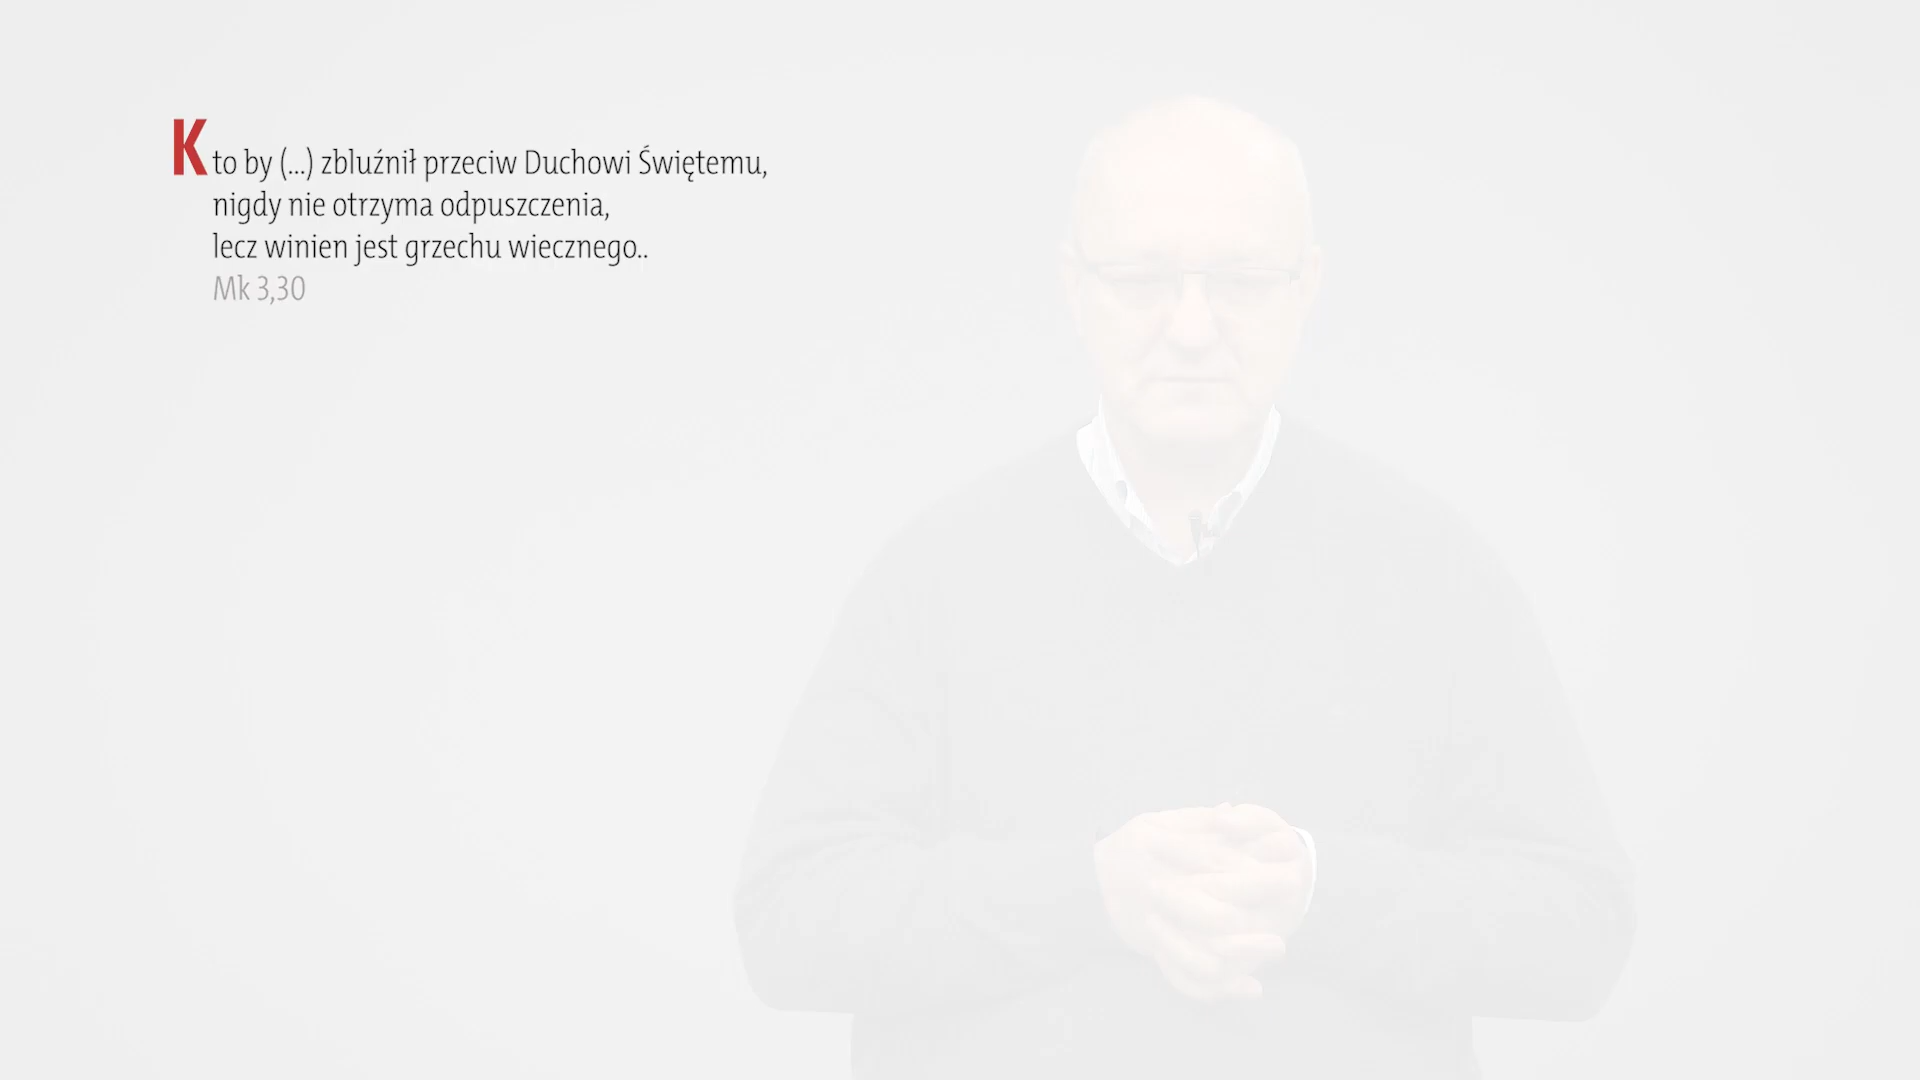 Kto by (...) zbluźnił przeciw Duchowi Świętemu,
nigdy nie otrzyma odpuszczenia,
lecz winien jest grzechu wiecznego..
Mk 3,30